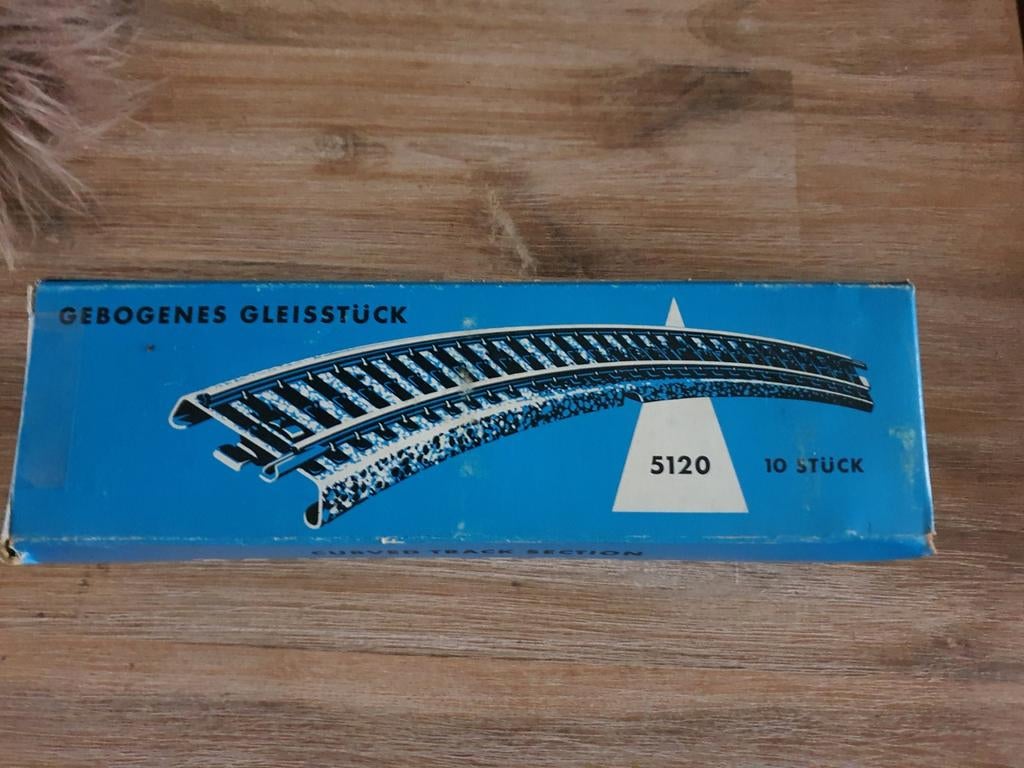 GEBOGENES GLEISSTÜCK
5120 10 STÜCK
CURVED TRACK SECTION